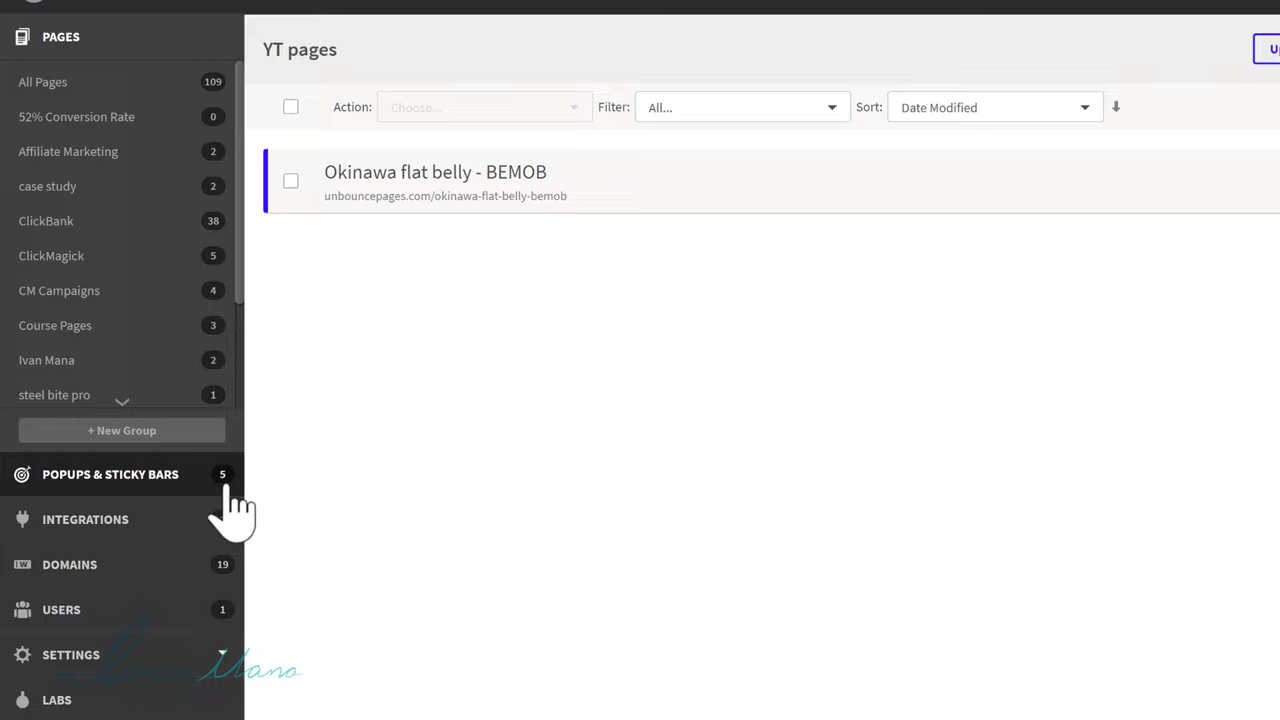 PAGES
All Pages 109
52% Conversion Rate 0
Affiliate Marketing 2
case study 2
ClickBank 38
ClickMagick 5
CM Campaigns 4
Course Pages 3
Ivan Mana 2
steel bite pro 1
+ New Group
POPUPS & STICKY BARS 5
INTEGRATIONS
DOMAINS 19
USERS 1
SETTINGS
LABS
YT pages
Action: Choose... Filter: All... Sort: Date Modified
Okinawa flat belly - BEMOB
unbouncepages.com/okinawa-flat-belly-bemob
Ivan Mana